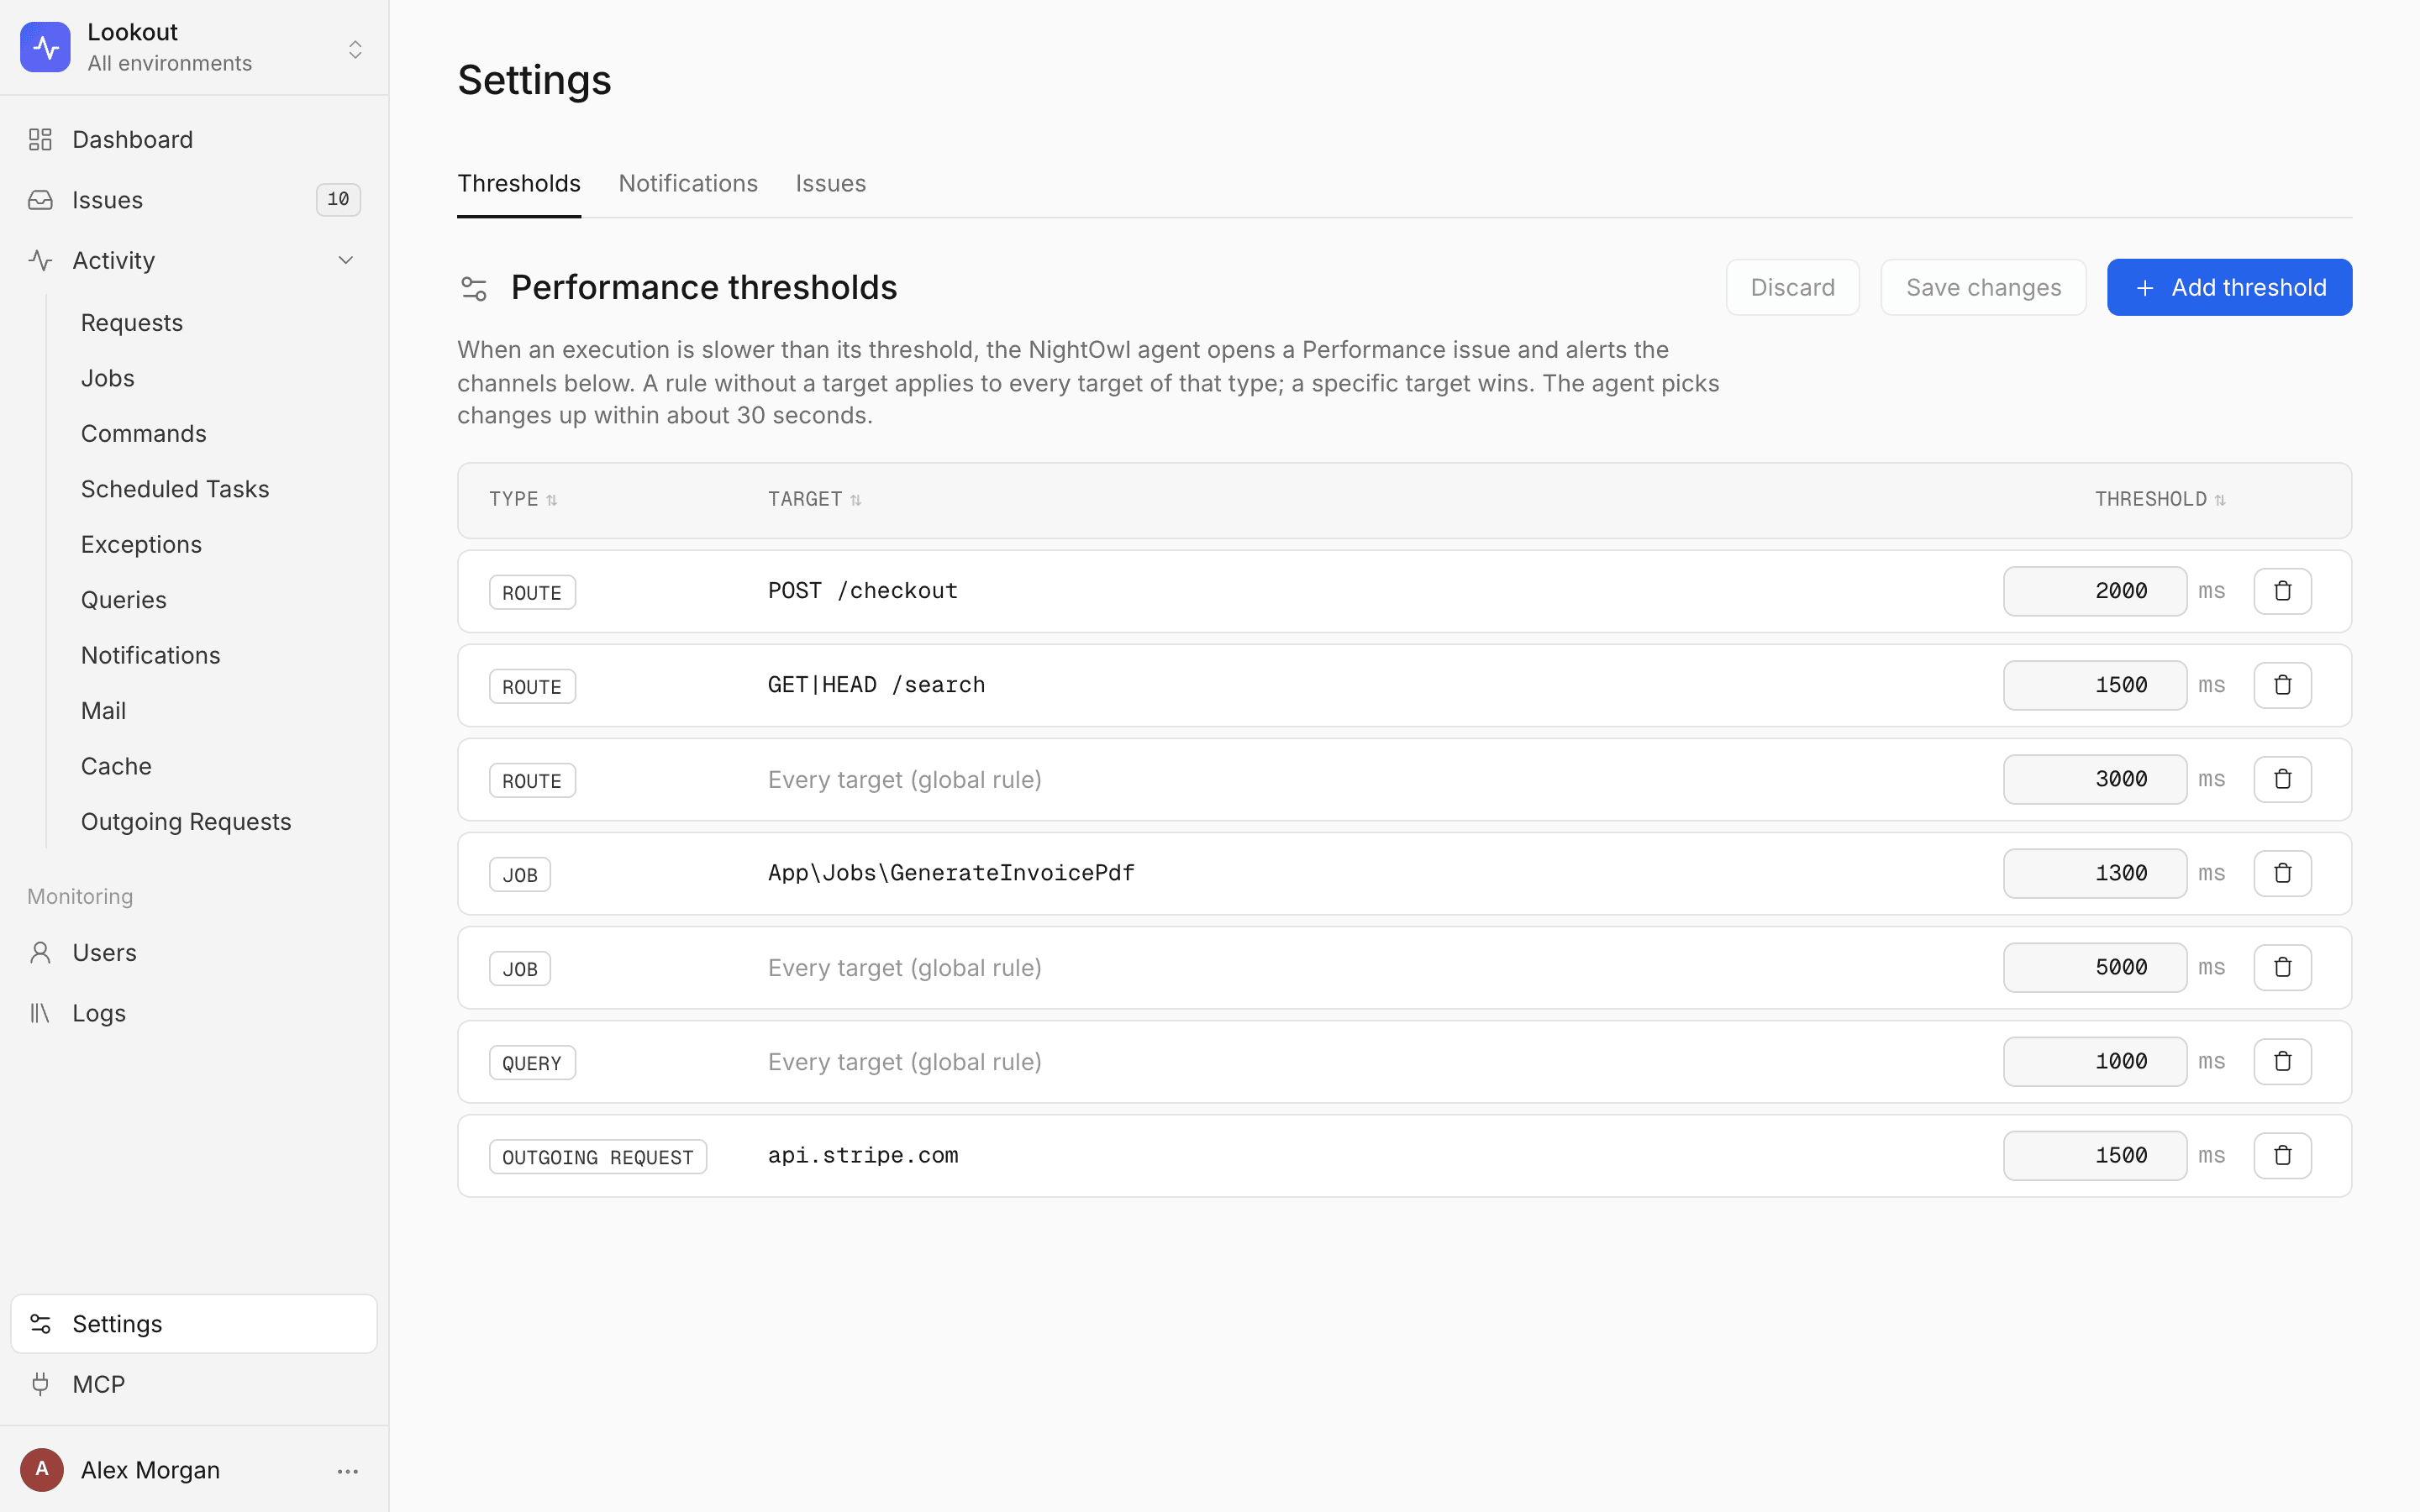 Lookout
All environments
Dashboard
Issues 10
Activity
Requests
Jobs
Commands
Scheduled Tasks
Exceptions
Queries
Notifications
Mail
Cache
Outgoing Requests
Monitoring
Users
Logs
Settings
MCP
A Alex Morgan
Settings
Thresholds Notifications Issues
Performance thresholds Discard Save changes Add threshold
When an execution is slower than its threshold, the NightOwl agent opens a Performance issue and alerts the
channels below. A rule without a target applies to every target of that type; a specific target wins. The agent picks
changes up within about 30 seconds.
TYPE TARGET THRESHOLD
ROUTE POST /checkout 2000 ms
ROUTE GET|HEAD /search 1500 ms
ROUTE Every target (global rule) 3000 ms
JOB App\Jobs\GenerateInvoicePdf 1300 ms
JOB Every target (global rule) 5000 ms
QUERY Every target (global rule) 1000 ms
OUTGOING REQUEST api.stripe.com 1500 ms